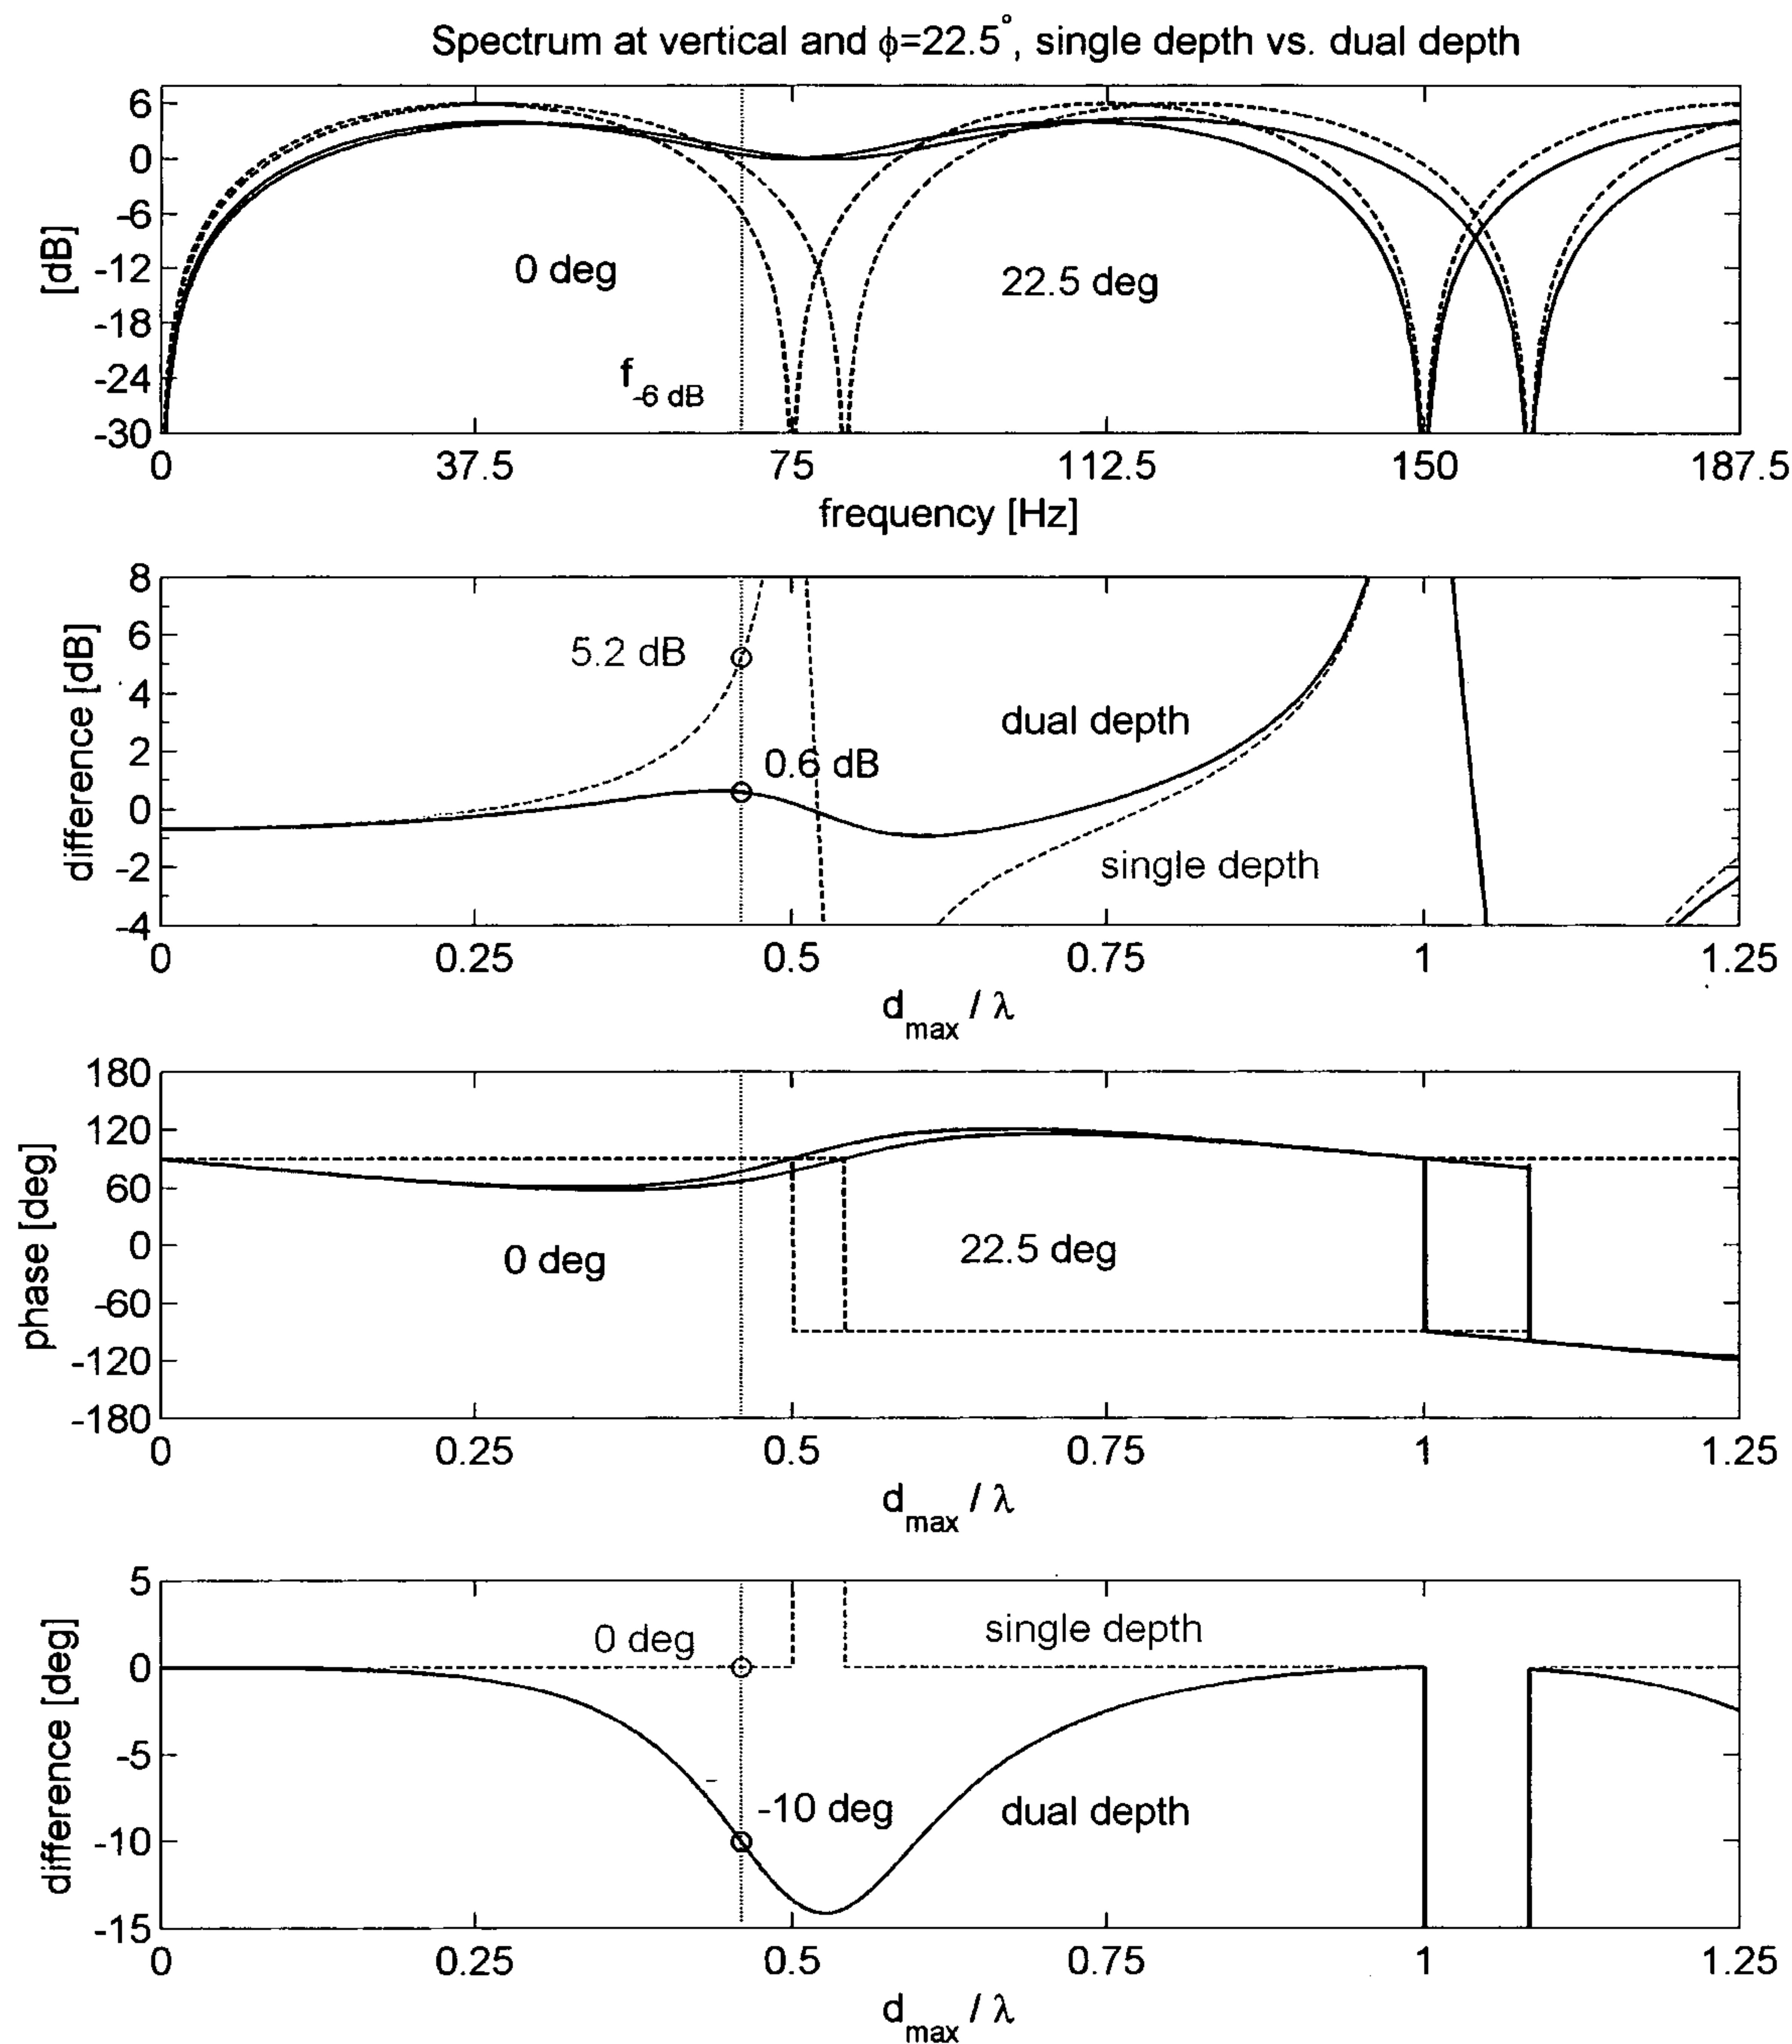 Spectrum at vertical and ϕ=22.5°, single depth vs. dual depth
[dB]
6
0
-6
-12
-18
-24
-30
0 deg
22.5 deg
f-6 dB
0 37.5 75 112.5 150 187.5
frequency [Hz]
difference [dB]
8
6
4
2
0
-2
-4
5.2 dB
0.6 dB
dual depth
single depth
0 0.25 0.5 0.75 1 1.25
dmax / λ
phase [deg]
180
120
60
0
-60
-120
-180
0 deg
22.5 deg
0 0.25 0.5 0.75 1 1.25
dmax / λ
difference [deg]
5
0
-5
-10
-15
0 deg
single depth
-10 deg
dual depth
0 0.25 0.5 0.75 1 1.25
dmax / λ